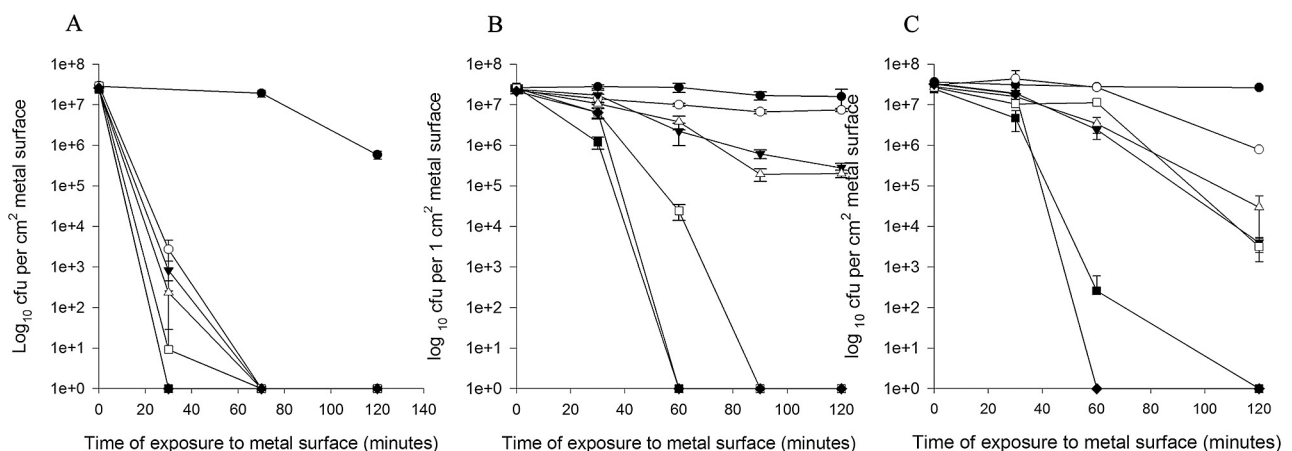 A
B
C
Log10 cfu per cm2 metal surface
1e+8
1e+7
1e+6
1e+5
1e+4
1e+3
1e+2
1e+1
1e+0
0 20 40 60 80 100 120 140
Time of exposure to metal surface (minutes)
log 10 cfu per 1 cm2 metal surface
1e+8
1e+7
1e+6
1e+5
1e+4
1e+3
1e+2
1e+1
1e+0
0 20 40 60 80 100 120
Time of exposure to metal surface (minutes)
log 10 cfu per cm2 metal surface
1e+8
1e+7
1e+6
1e+5
1e+4
1e+3
1e+2
1e+1
1e+0
0 20 40 60 80 100 120
Time of exposure to metal surface (minutes)